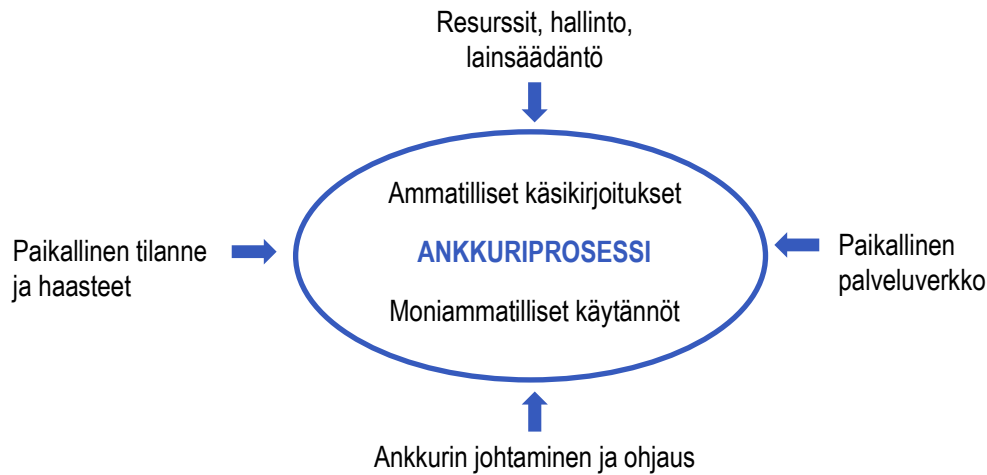 Resurssit, hallinto,
lainsäädäntö
Ammatilliset käsikirjoitukset
Paikallinen tilanne
ja haasteet
ANKKURIPROSESSI
Paikallinen
palveluverkko
Moniammatilliset käytännöt
Ankkurin johtaminen ja ohjaus